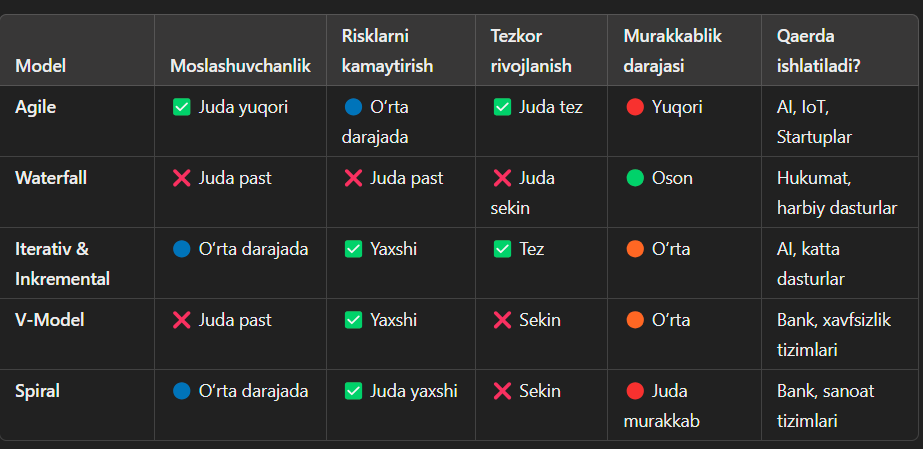 Model Moslashuvchanlik Risklarni kamaytirish Tezkor rivojlanish Murakkablik darajasi Qaerda ishlatiladi?
Agile ✅ Juda yuqori 🔵 O‘rta darajada ✅ Juda tez 🔴 Yuqori AI, IoT, Startuplar
Waterfall ❌ Juda past ❌ Juda past ❌ Juda sekin 🟢 Oson Hukumat, harbiy dasturlar
Iterativ & Inkremental 🔵 O‘rta darajada ✅ Yaxshi ✅ Tez 🟠 O‘rta AI, katta dasturlar
V-Model ❌ Juda past ✅ Yaxshi ❌ Sekin 🟠 O‘rta Bank, xavfsizlik tizimlari
Spiral 🔵 O‘rta darajada ✅ Juda yaxshi ❌ Sekin 🔴 Juda murakkab Bank, sanoat tizimlari